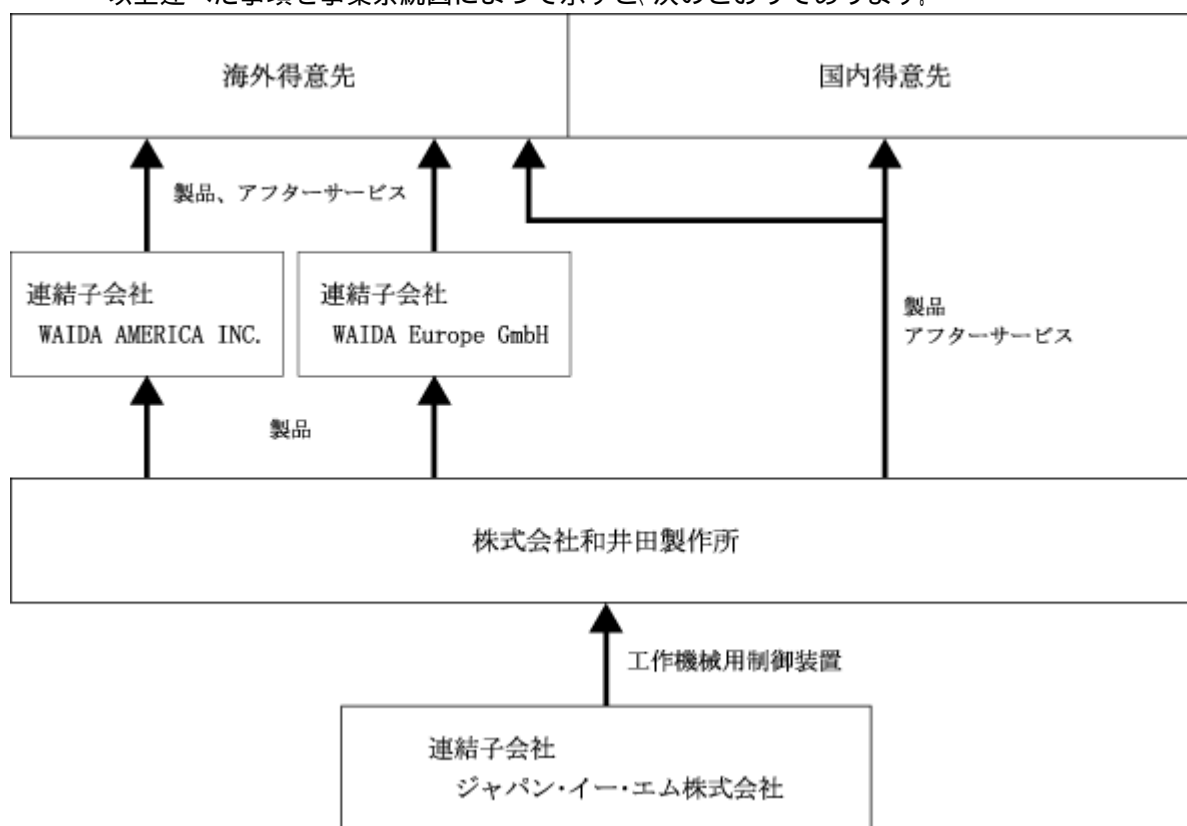 以上述べた事項を事業系統図によって示すと、次のとおりであります。
海外得意先
国内得意先
製品、アフターサービス
連結子会社
WAIDA AMERICA INC.
連結子会社
WAIDA Europe GmbH
製品
アフターサービス
製品
株式会社和井田製作所
工作機械用制御装置
連結子会社
ジャパン・イー・エム株式会社